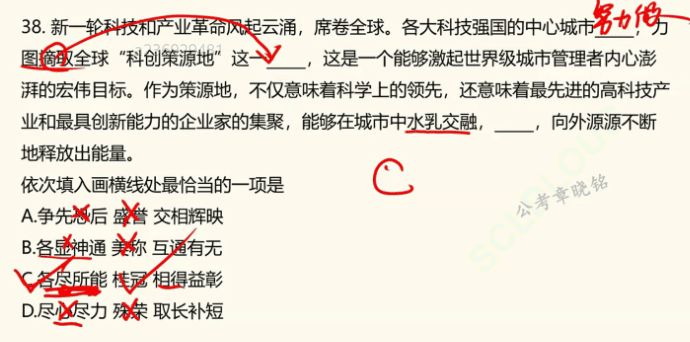 努力做
38. 新一轮科技和产业革命风起云涌，席卷全球。各大科技强国的中心城市_____，力
图摘取全球“科创策源地”这一_____，这是一个能够激起世界级城市管理者内心澎
湃的宏伟目标。作为策源地，不仅意味着科学上的领先，还意味着最先进的高科技产
业和最具创新能力的企业家的集聚，能够在城市中水乳交融，_____，向外源源不断
地释放出能量。
依次填入画横线处最恰当的一项是
A.争先恐后 盛誉 交相辉映
B.各显神通 美称 互通有无
C.各尽所能 桂冠 相得益彰
D.尽心尽力 殊荣 取长补短
公考章晓铭